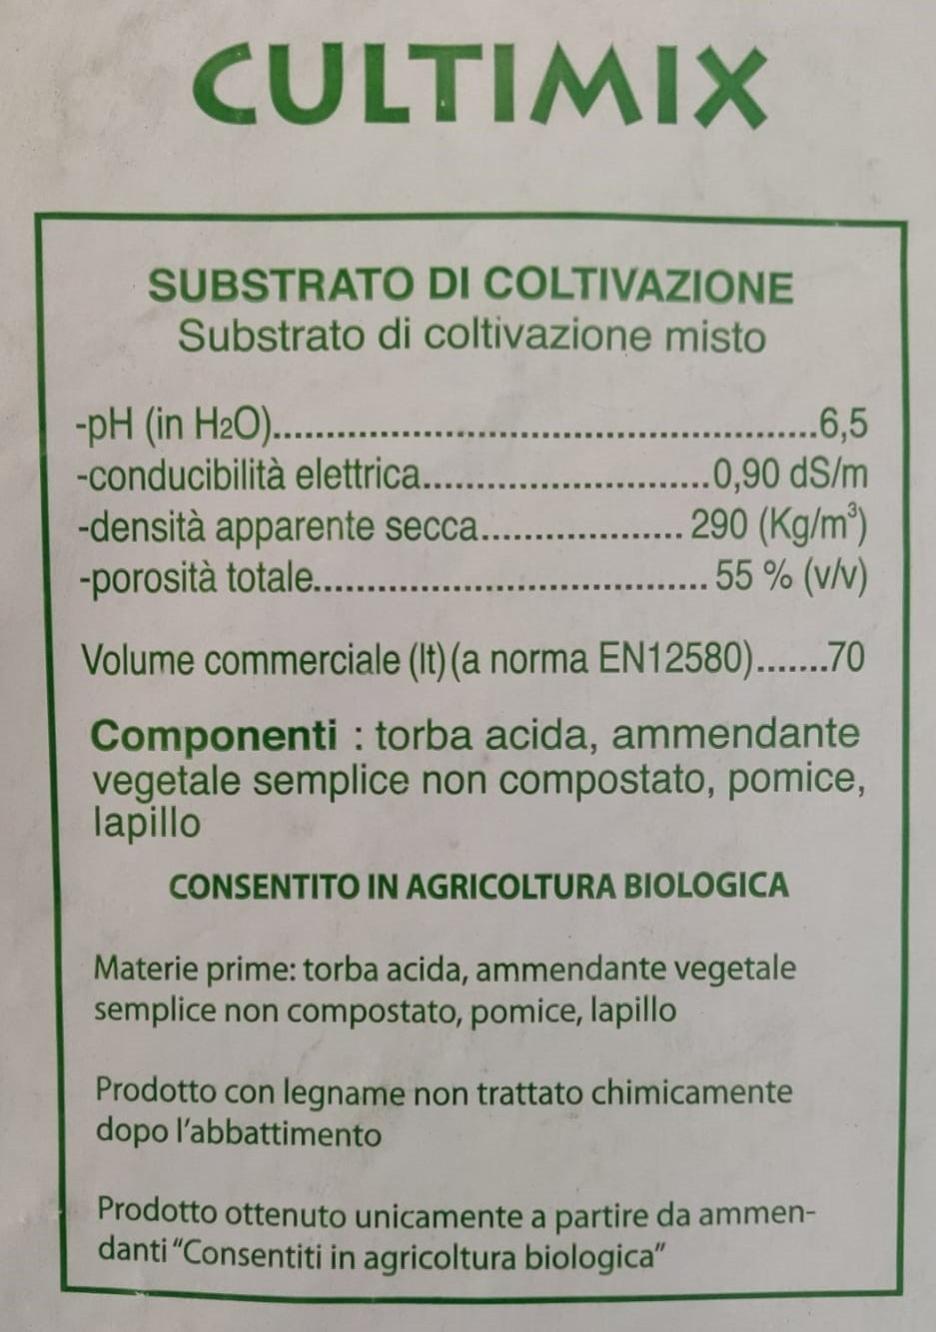 CULTIMIX
SUBSTRATO DI COLTIVAZIONE
Substrato di coltivazione misto
-pH (in H2O)..................................................6,5
-conducibilità elettrica...........................0,90 dS/m
-densità apparente secca................... 290 (Kg/m³)
-porosità totale..................................... 55 % (v/v)
Volume commerciale (lt)(a norma EN12580).......70
Componenti : torba acida, ammendante
vegetale semplice non compostato, pomice,
lapillo
CONSENTITO IN AGRICOLTURA BIOLOGICA
Materie prime: torba acida, ammendante vegetale
semplice non compostato, pomice, lapillo
Prodotto con legname non trattato chimicamente
dopo l'abbattimento
Prodotto ottenuto unicamente a partire da ammen-
danti "Consentiti in agricoltura biologica"